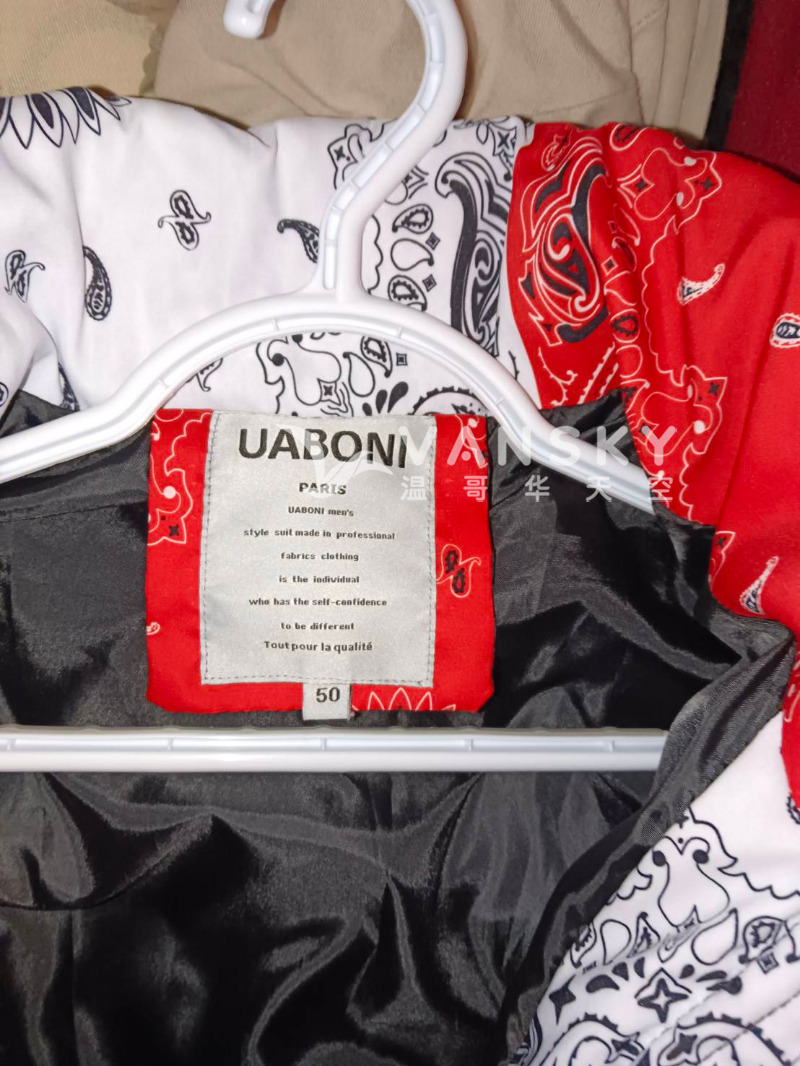 UABONI
PARIS
UABONI men's
style suit made in professional
fabrics clothing
is the individual
who has the self-confidence
to be different
Tout pour la qualité
50
VANSKY
温哥华天空